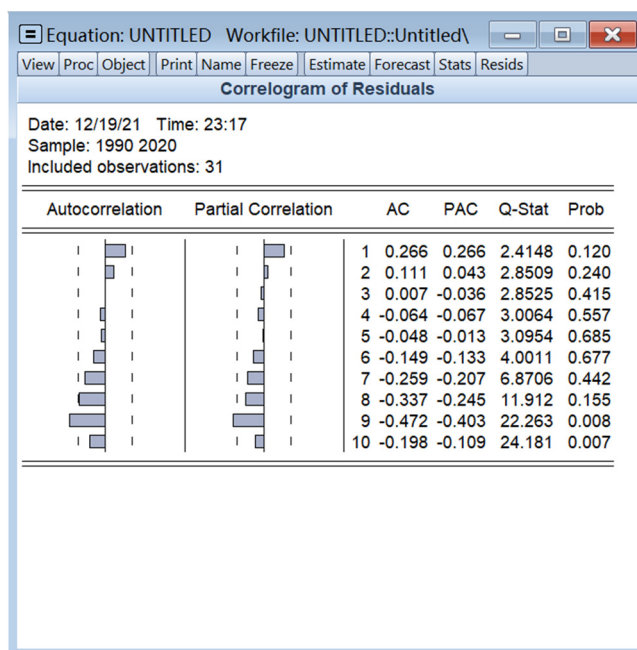 Equation: UNTITLED Workfile: UNTITLED::Untitled\
View Proc Object Print Name Freeze Estimate Forecast Stats Resids
Correlogram of Residuals
Date: 12/19/21 Time: 23:17
Sample: 1990 2020
Included observations: 31
Autocorrelation Partial Correlation AC PAC Q-Stat Prob
1 0.266 0.266 2.4148 0.120
2 0.111 0.043 2.8509 0.240
3 0.007 -0.036 2.8525 0.415
4 -0.064 -0.067 3.0064 0.557
5 -0.048 -0.013 3.0954 0.685
6 -0.149 -0.133 4.0011 0.677
7 -0.259 -0.207 6.8706 0.442
8 -0.337 -0.245 11.912 0.155
9 -0.472 -0.403 22.263 0.008
10 -0.198 -0.109 24.181 0.007